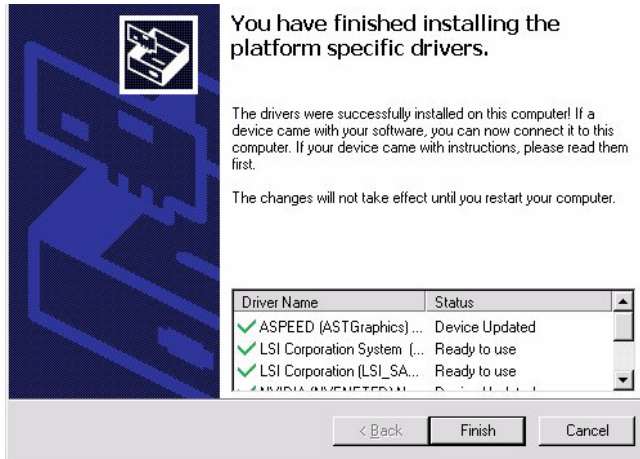 You have finished installing the
platform specific drivers.
The drivers were successfully installed on this computer! If a
device came with your software, you can now connect it to this
computer. If your device came with instructions, please read them
first.
The changes will not take effect until you restart your computer.
Driver Name Status
ASPEED (ASTGraphics) ... Device Updated
LSI Corporation System (... Ready to use
LSI Corporation (LSI_SA... Ready to use
< Back Finish Cancel